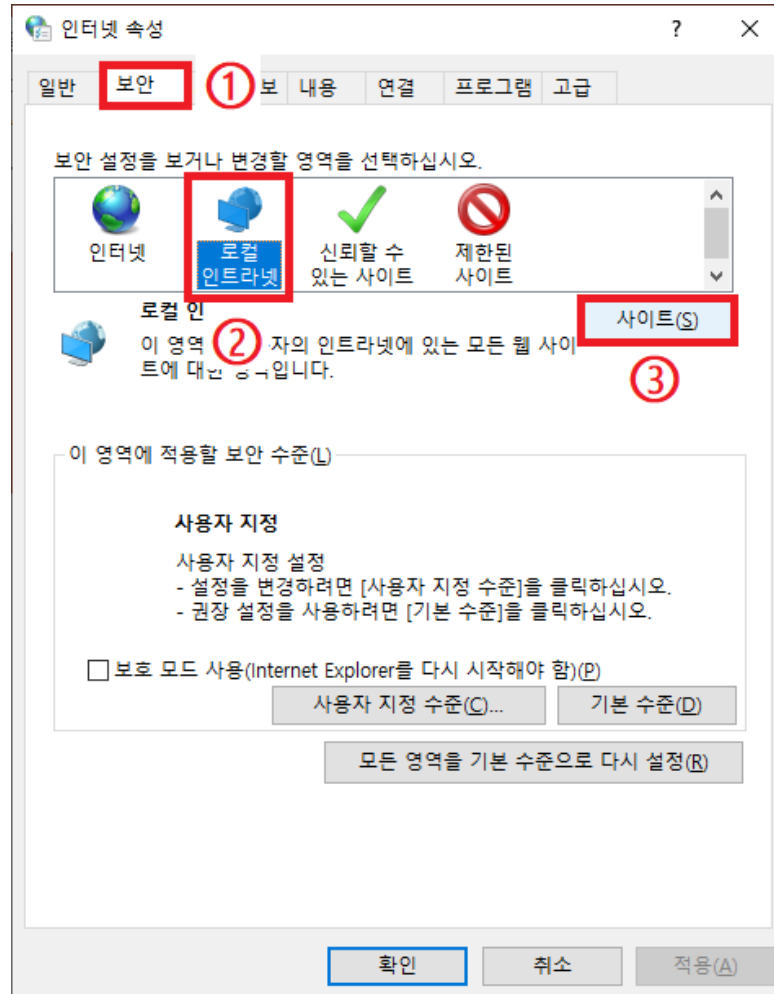 인터넷 속성
?
일반 보안 ① 보 내용 연결 프로그램 고급
보안 설정을 보거나 변경할 영역을 선택하십시오.
인터넷
로컬
인트라넷
신뢰할 수
있는 사이트
제한된
사이트
로컬 인
사이트(S)
이 영역 ② 자의 인트라넷에 있는 모든 웹 사이
트에 대한 영역입니다.
③
이 영역에 적용할 보안 수준(L)
사용자 지정
사용자 지정 설정
- 설정을 변경하려면 [사용자 지정 수준]을 클릭하십시오.
- 권장 설정을 사용하려면 [기본 수준]을 클릭하십시오.
보호 모드 사용(Internet Explorer를 다시 시작해야 함)(P)
사용자 지정 수준(C)... 기본 수준(D)
모든 영역을 기본 수준으로 다시 설정(R)
확인 취소 적용(A)